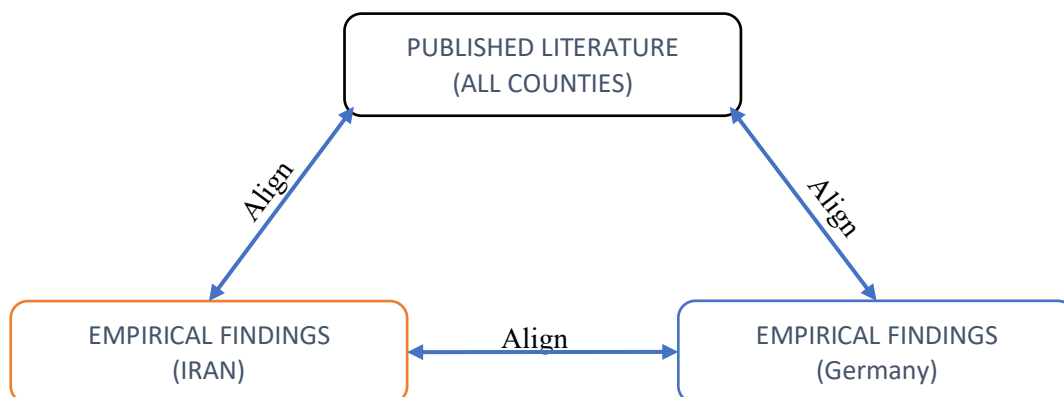 PUBLISHED LITERATURE
(ALL COUNTIES)
Align
Align
EMPIRICAL FINDINGS
(IRAN)
Align
EMPIRICAL FINDINGS
(Germany)